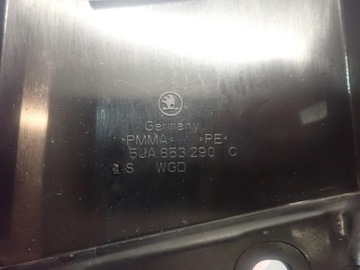 Germany
>PMMA< >PE<
5JA 853 290 C
S WGD